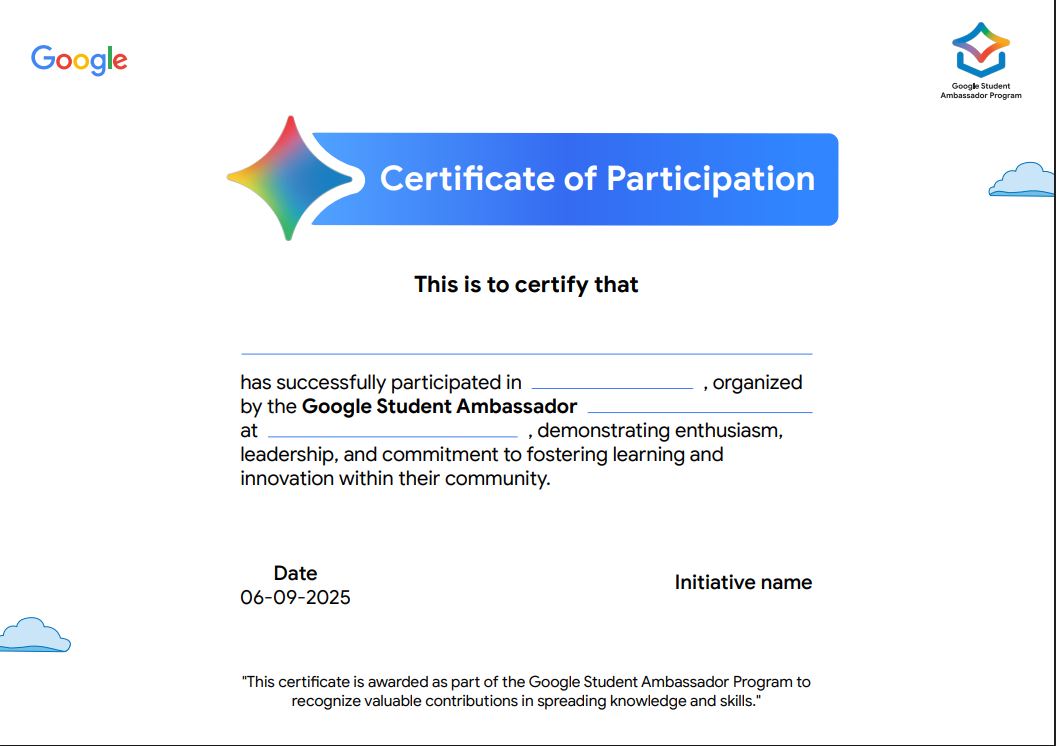 Google
Google Student
Ambassador Program
Certificate of Participation
This is to certify that
has successfully participated in , organized
by the Google Student Ambassador
at , demonstrating enthusiasm,
leadership, and commitment to fostering learning and
innovation within their community.
Date
06-09-2025
Initiative name
"This certificate is awarded as part of the Google Student Ambassador Program to
recognize valuable contributions in spreading knowledge and skills."